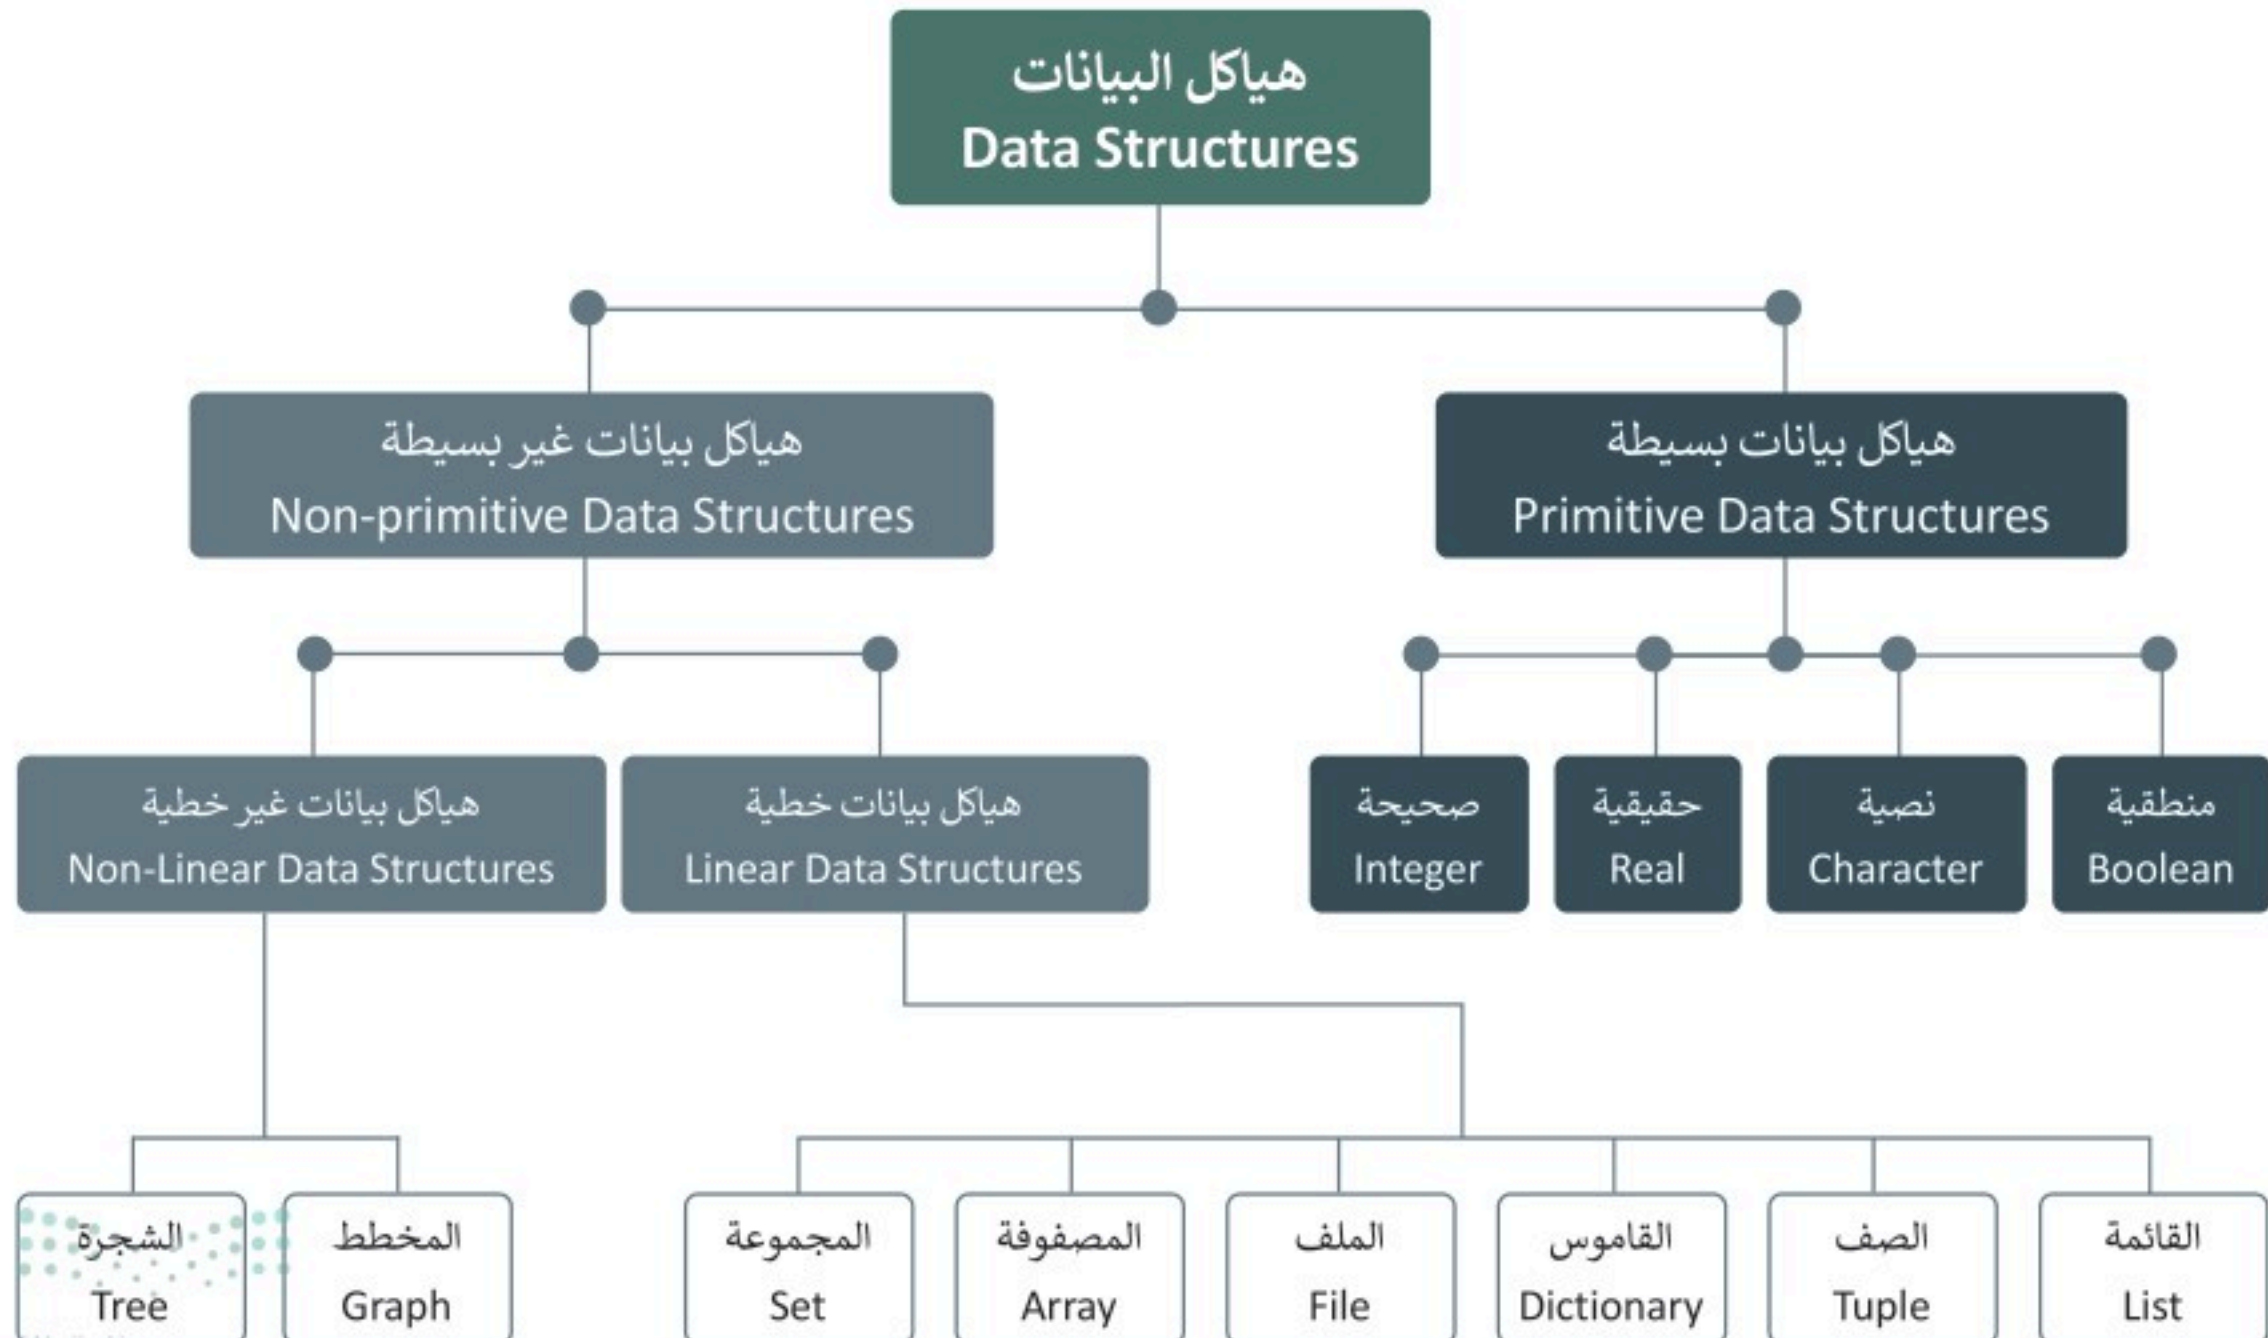 هياكل البيانات
Data Structures
هياكل بيانات بسيطة
Primitive Data Structures
هياكل بيانات غير بسيطة
Non-primitive Data Structures
منطقية
Boolean
نصية
Character
حقيقية
Real
صحيحة
Integer
هياكل بيانات خطية
Linear Data Structures
هياكل بيانات غير خطية
Non-Linear Data Structures
القائمة
List
الصف
Tuple
القاموس
Dictionary
الملف
File
المصفوفة
Array
المجموعة
Set
المخطط
Graph
الشجرة
Tree